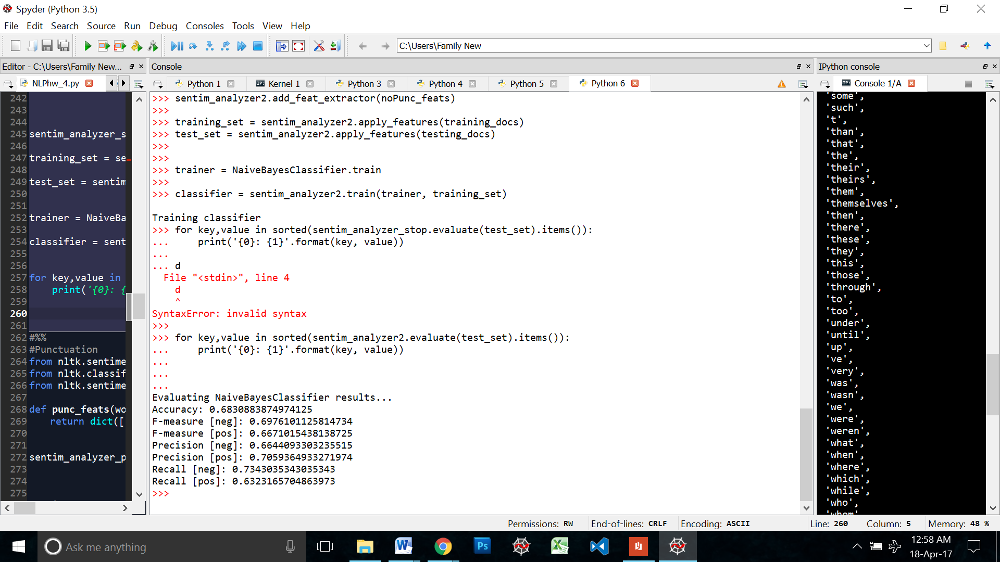 Spyder (Python 3.5)
File Edit Search Source Run Debug Consoles Tools View Help
C:\Users\Family New
Editor - C:\Users\Family New...
NLPhw_4.py
242
243
244
245 sentim_analyzer_s
246
247 training_set = se
248
249 test_set = sentim
250
251
252 trainer = NaiveBa
253
254 classifier = sent
255
256
257 for key,value in
258     print('{0}: {
259
260
261
262 #%%
263 #Punctuation
264 from nltk.sentime
265 from nltk.classif
266 from nltk.sentime
267
268 def punc_feats(wo
269     return dict([
270
271
272 sentim_analyzer_p
273
274
275
Console
Python 1 Kernel 1 Python 3 Python 4 Python 5 Python 6
>>> sentim_analyzer2.add_feat_extractor(noPunc_feats)
>>>
>>> training_set = sentim_analyzer2.apply_features(training_docs)
>>> test_set = sentim_analyzer2.apply_features(testing_docs)
>>>
>>>
>>> trainer = NaiveBayesClassifier.train
>>>
>>> classifier = sentim_analyzer2.train(trainer, training_set)
Training classifier
>>> for key,value in sorted(sentim_analyzer_stop.evaluate(test_set).items()):
...     print('{0}: {1}'.format(key, value))
...
... d
  File "<stdin>", line 4
    d
    ^
SyntaxError: invalid syntax
>>>
>>> for key,value in sorted(sentim_analyzer2.evaluate(test_set).items()):
...     print('{0}: {1}'.format(key, value))
...
...
...
Evaluating NaiveBayesClassifier results...
Accuracy: 0.6830883874974125
F-measure [neg]: 0.6976101125814734
F-measure [pos]: 0.6671015438138725
Precision [neg]: 0.6644093303235515
Precision [pos]: 0.7059364933271974
Recall [neg]: 0.7343035343035343
Recall [pos]: 0.6323165704863973
>>>
IPython console
IP: Console 1/A
'some',
'such',
't',
'than',
'that',
'the',
'their',
'theirs',
'them',
'themselves',
'then',
'there',
'these',
'they',
'this',
'those',
'through',
'to',
'too',
'under',
'until',
'up',
've',
'very',
'was',
'wasn',
'we',
'were',
'weren',
'what',
'when',
'where',
'which',
'while',
'who',
'whom',
Permissions: RW End-of-lines: CRLF Encoding: ASCII Line: 260 Column: 5 Memory: 48 %
Ask me anything
Ps
12:58 AM
18-Apr-17